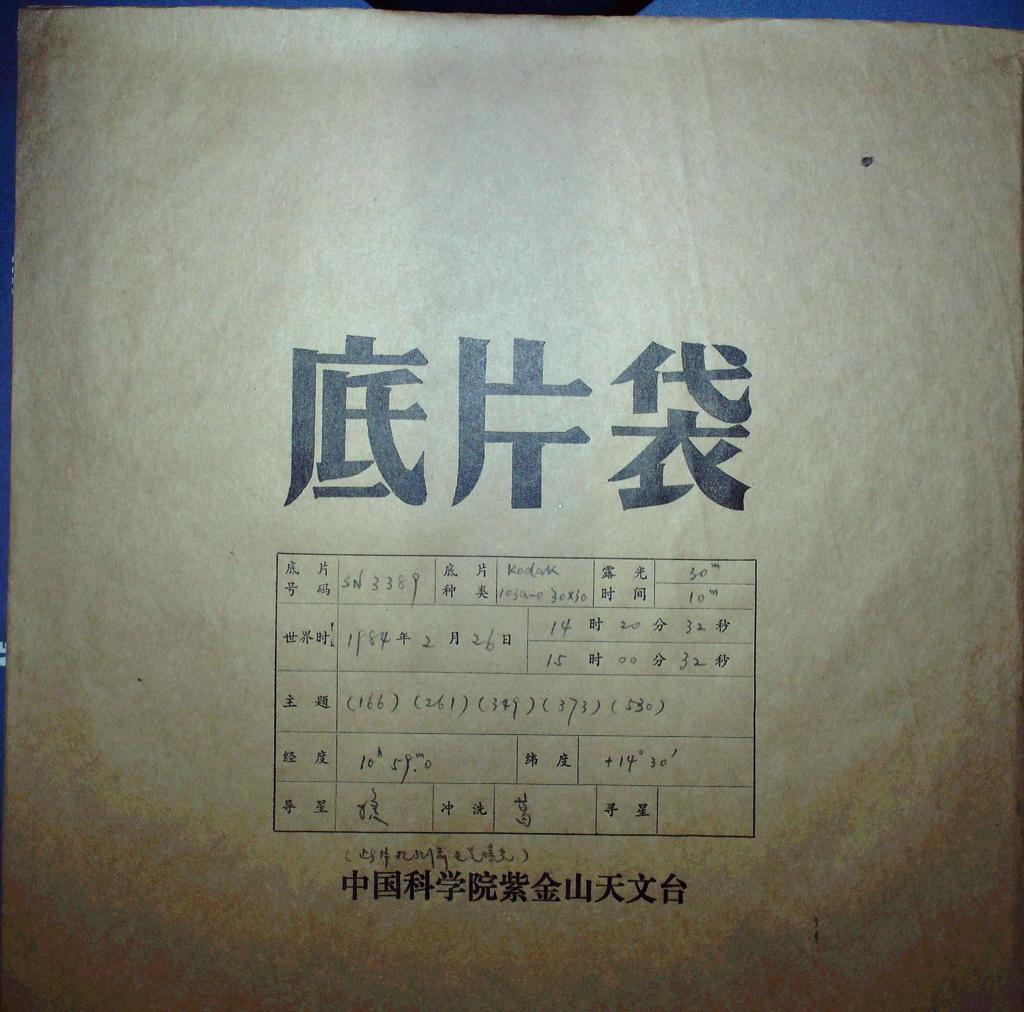 底片袋
底片号码 SN 3389 底片种类 Kodak 103a-0 30×30 露光时间 30ᵐ 10ᵐ
世界时 1984年2月26日 14时20分32秒
15时00分32秒
主题 (166) (261) (349) (373) (530)
经度 10ʰ 59ᵐ.0 纬度 +14° 30′
导星 冲洗 葛 寻星
中国科学院紫金山天文台